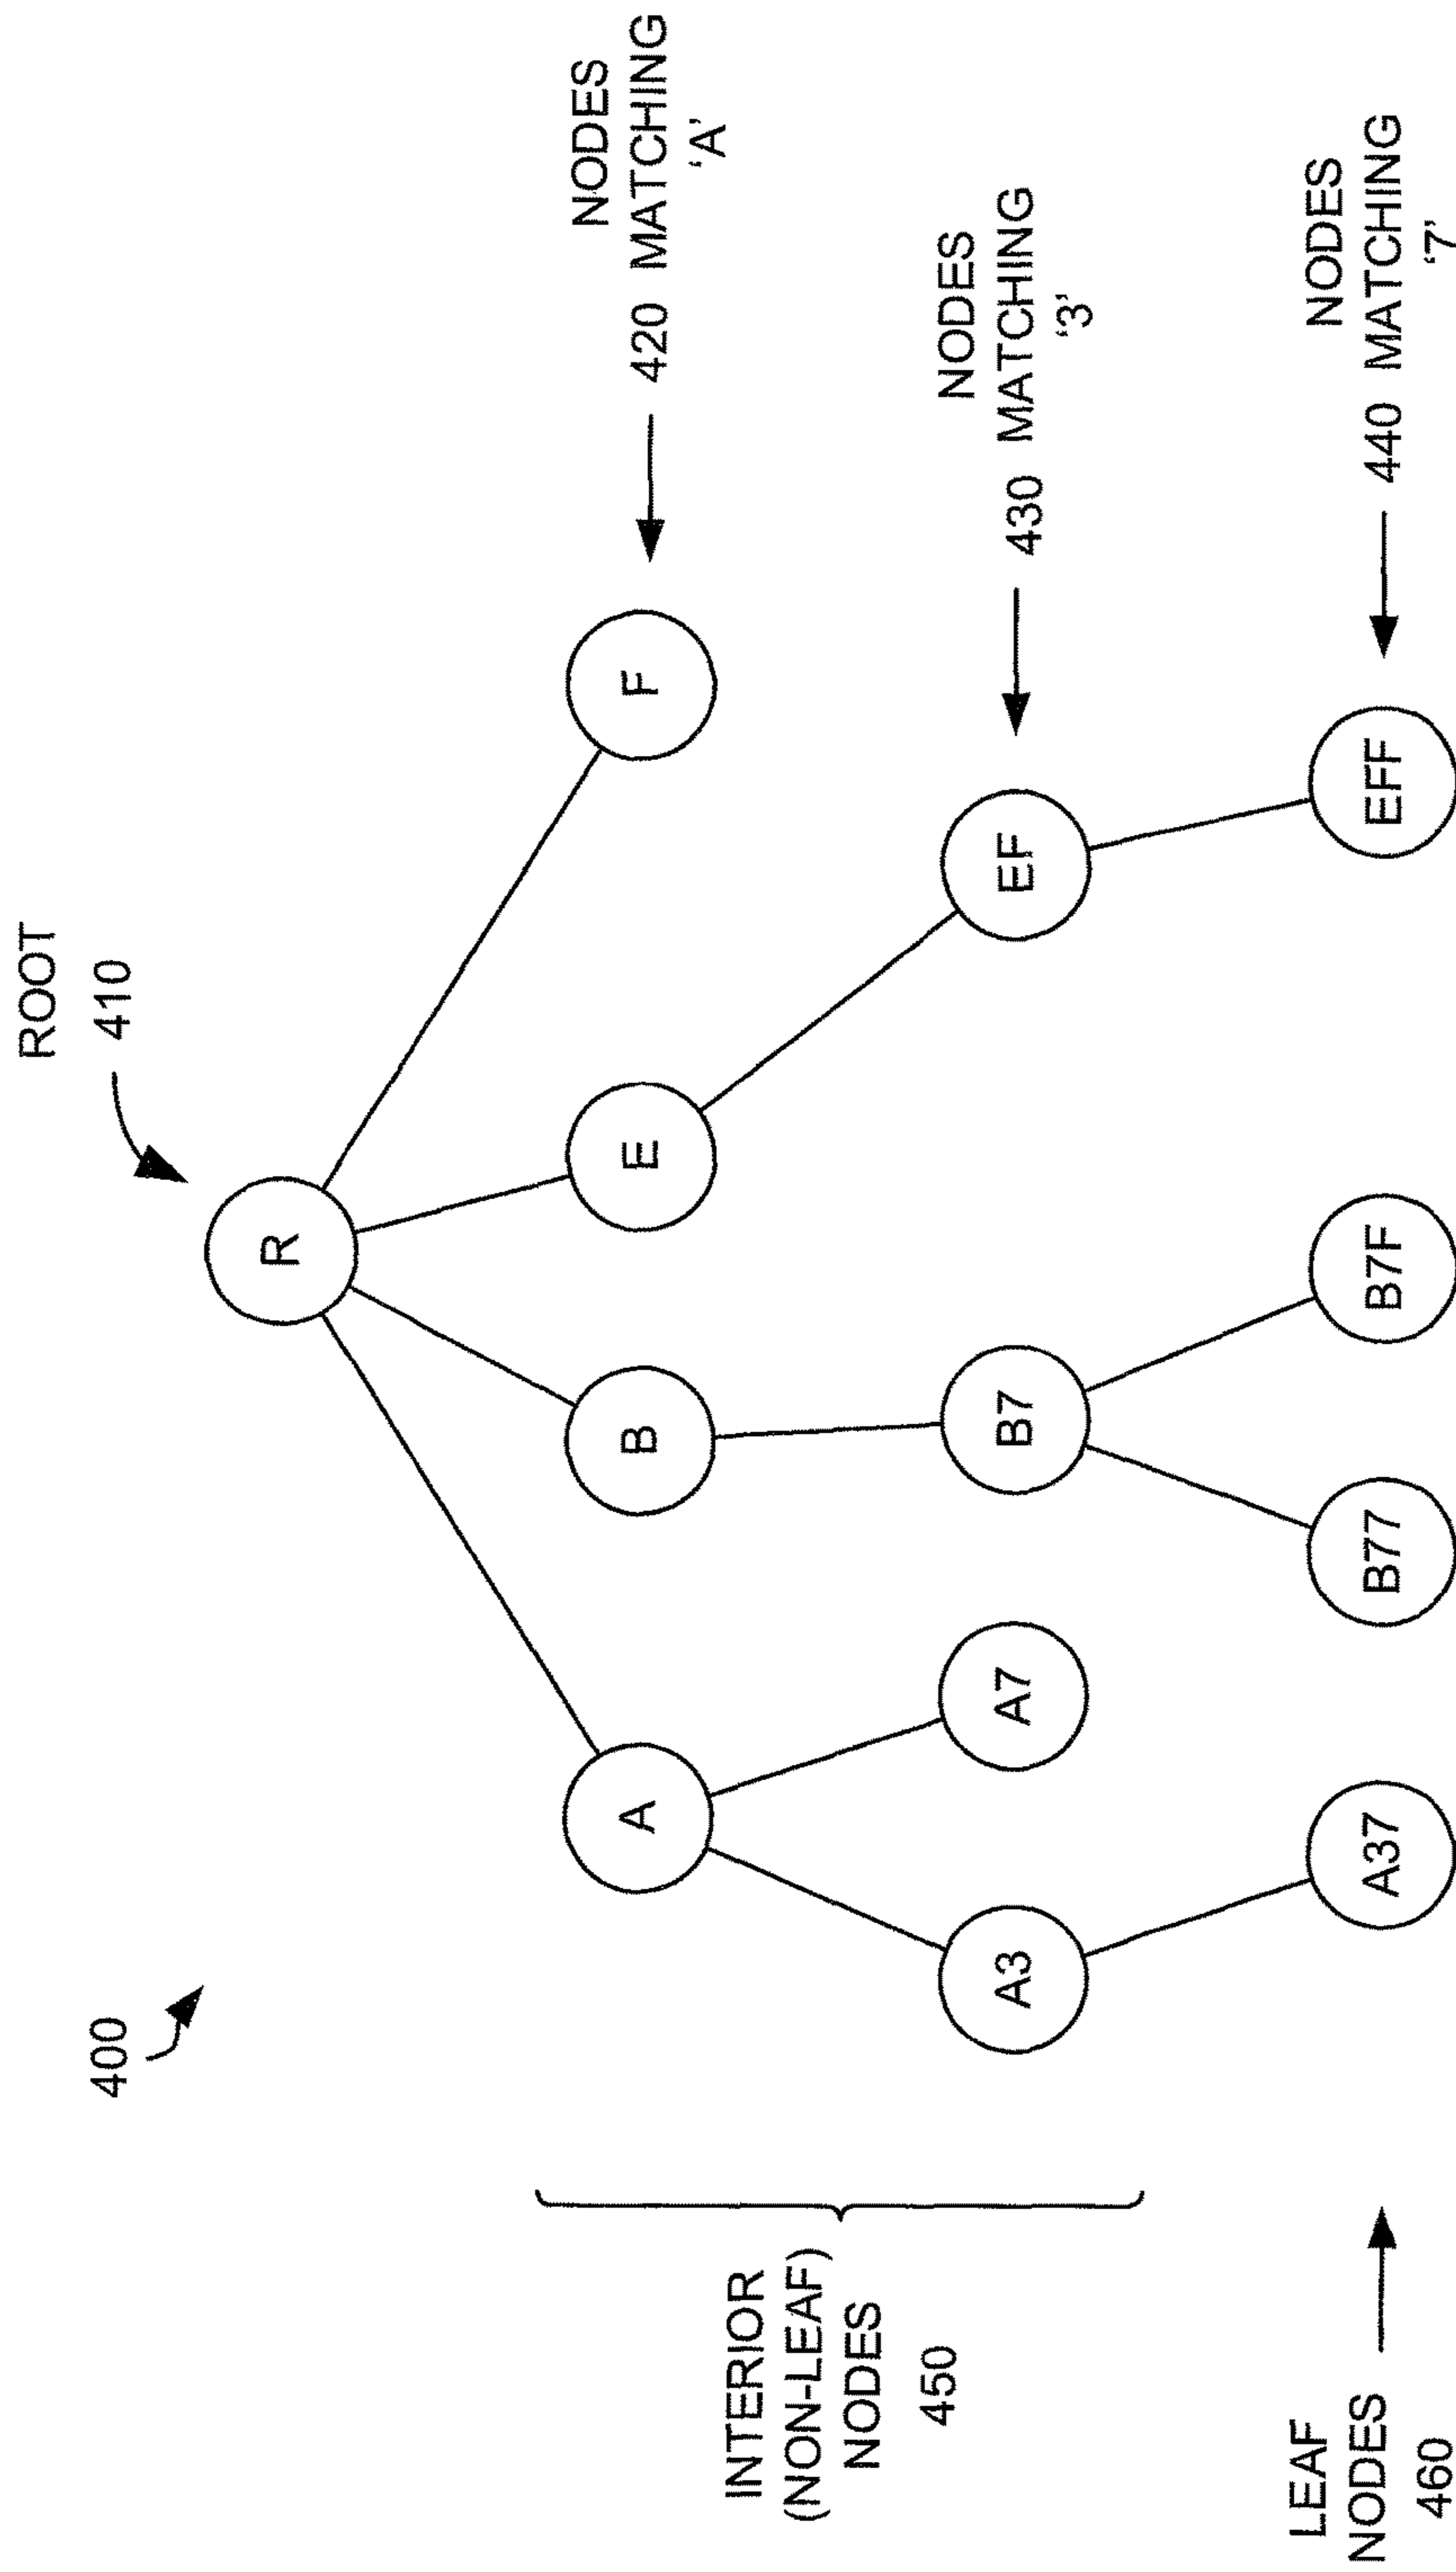 400
ROOT
410
R
A
B
E
F
NODES
420 MATCHING
'A'
INTERIOR
(NON-LEAF)
NODES
450
A3
A7
B7
EF
NODES
430 MATCHING
'3'
LEAF
NODES
460
A37
B77
B7F
EFF
NODES
440 MATCHING
'7'